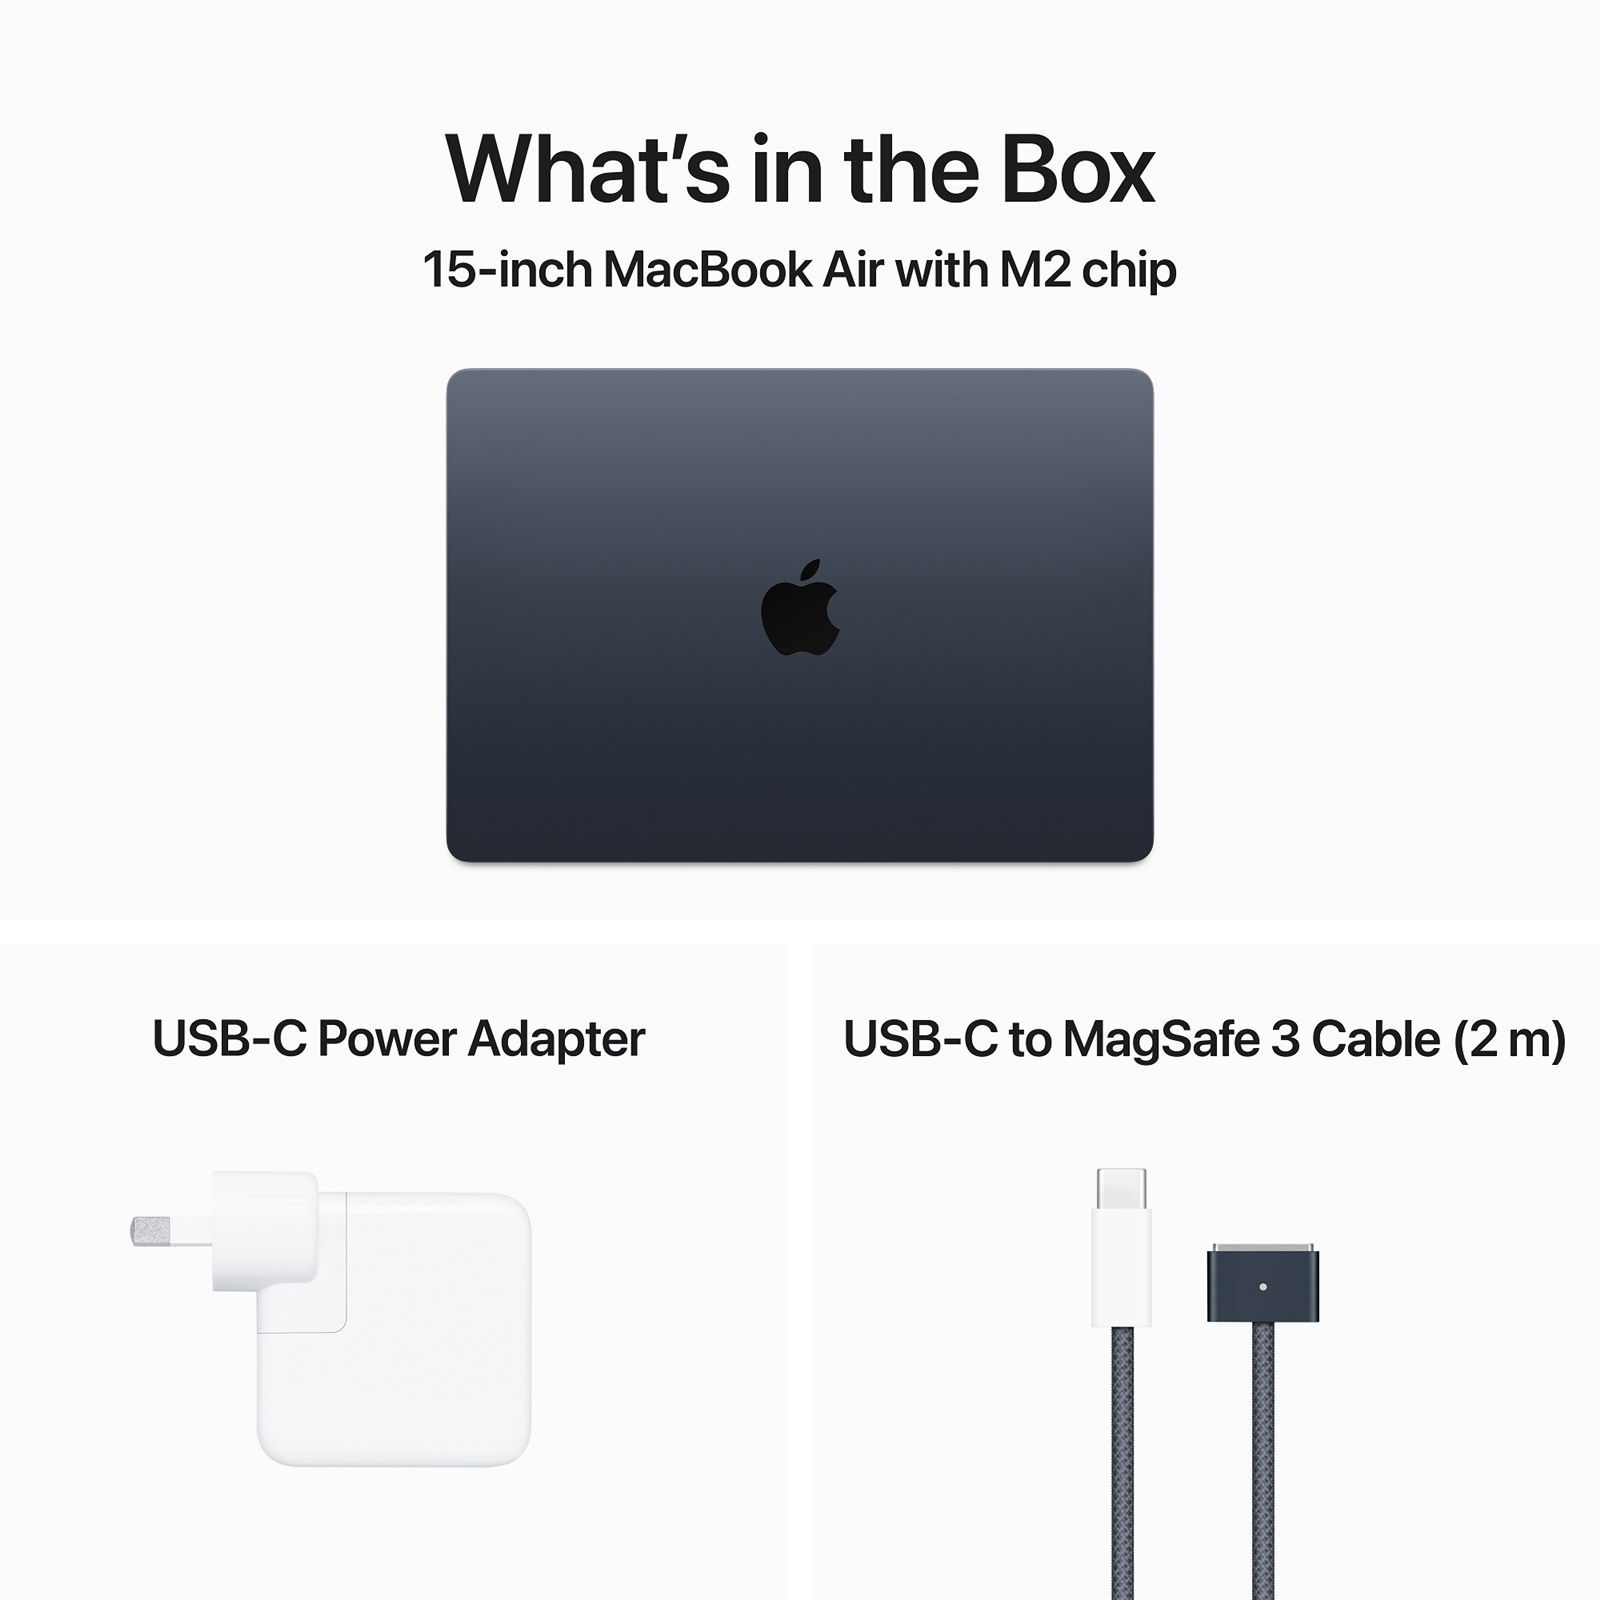 What’s in the Box
15-inch MacBook Air with M2 chip
USB-C Power Adapter
USB-C to MagSafe 3 Cable (2 m)